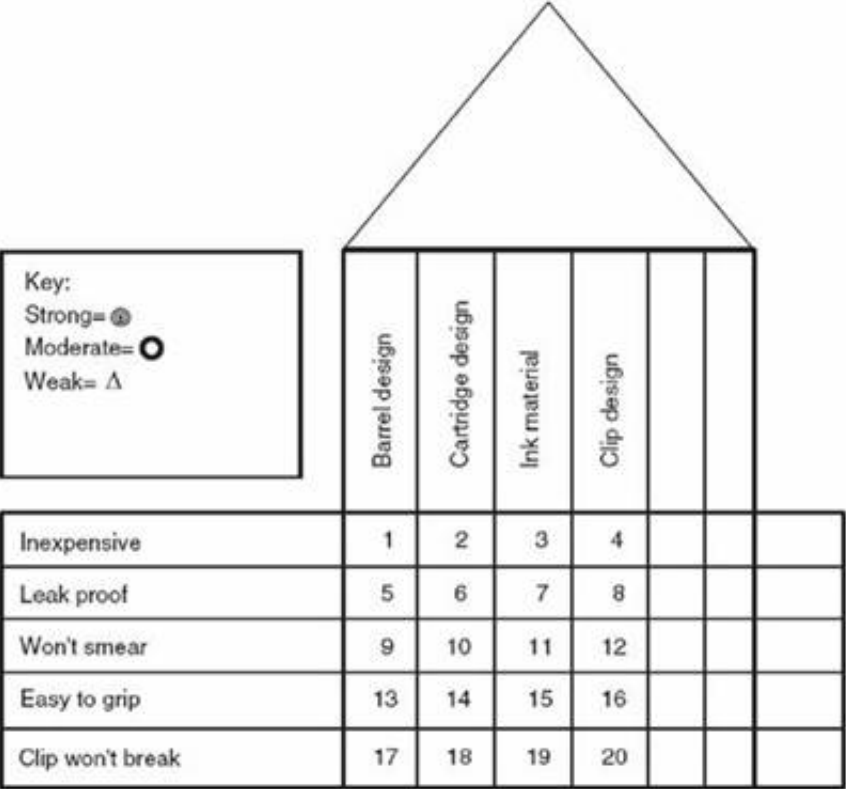 Key:
Strong=
Moderate=
Weak= Δ
Barrel design
Cartridge design
Ink material
Clip design
Inexpensive 1 2 3 4
Leak proof 5 6 7 8
Won't smear 9 10 11 12
Easy to grip 13 14 15 16
Clip won't break 17 18 19 20